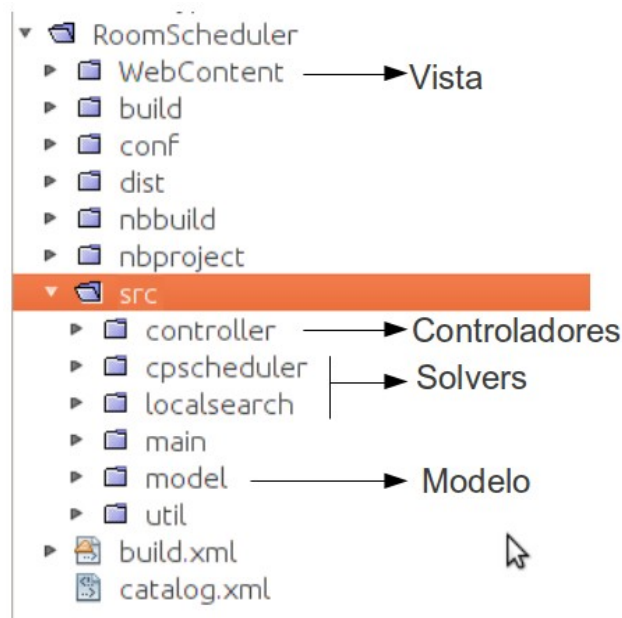 RoomScheduler
WebContent Vista
build
conf
dist
nbbuild
nbproject
src
controller Controladores
cpscheduler
Solvers
localsearch
main
model Modelo
util
build.xml
catalog.xml